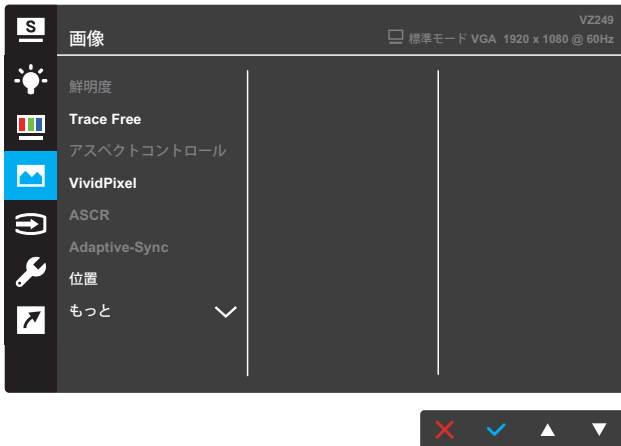 S
VZ249
画像
標準モード VGA 1920 x 1080 @ 60Hz
鮮明度
Trace Free
アスペクトコントロール
VividPixel
ASCR
Adaptive-Sync
位置
もっと